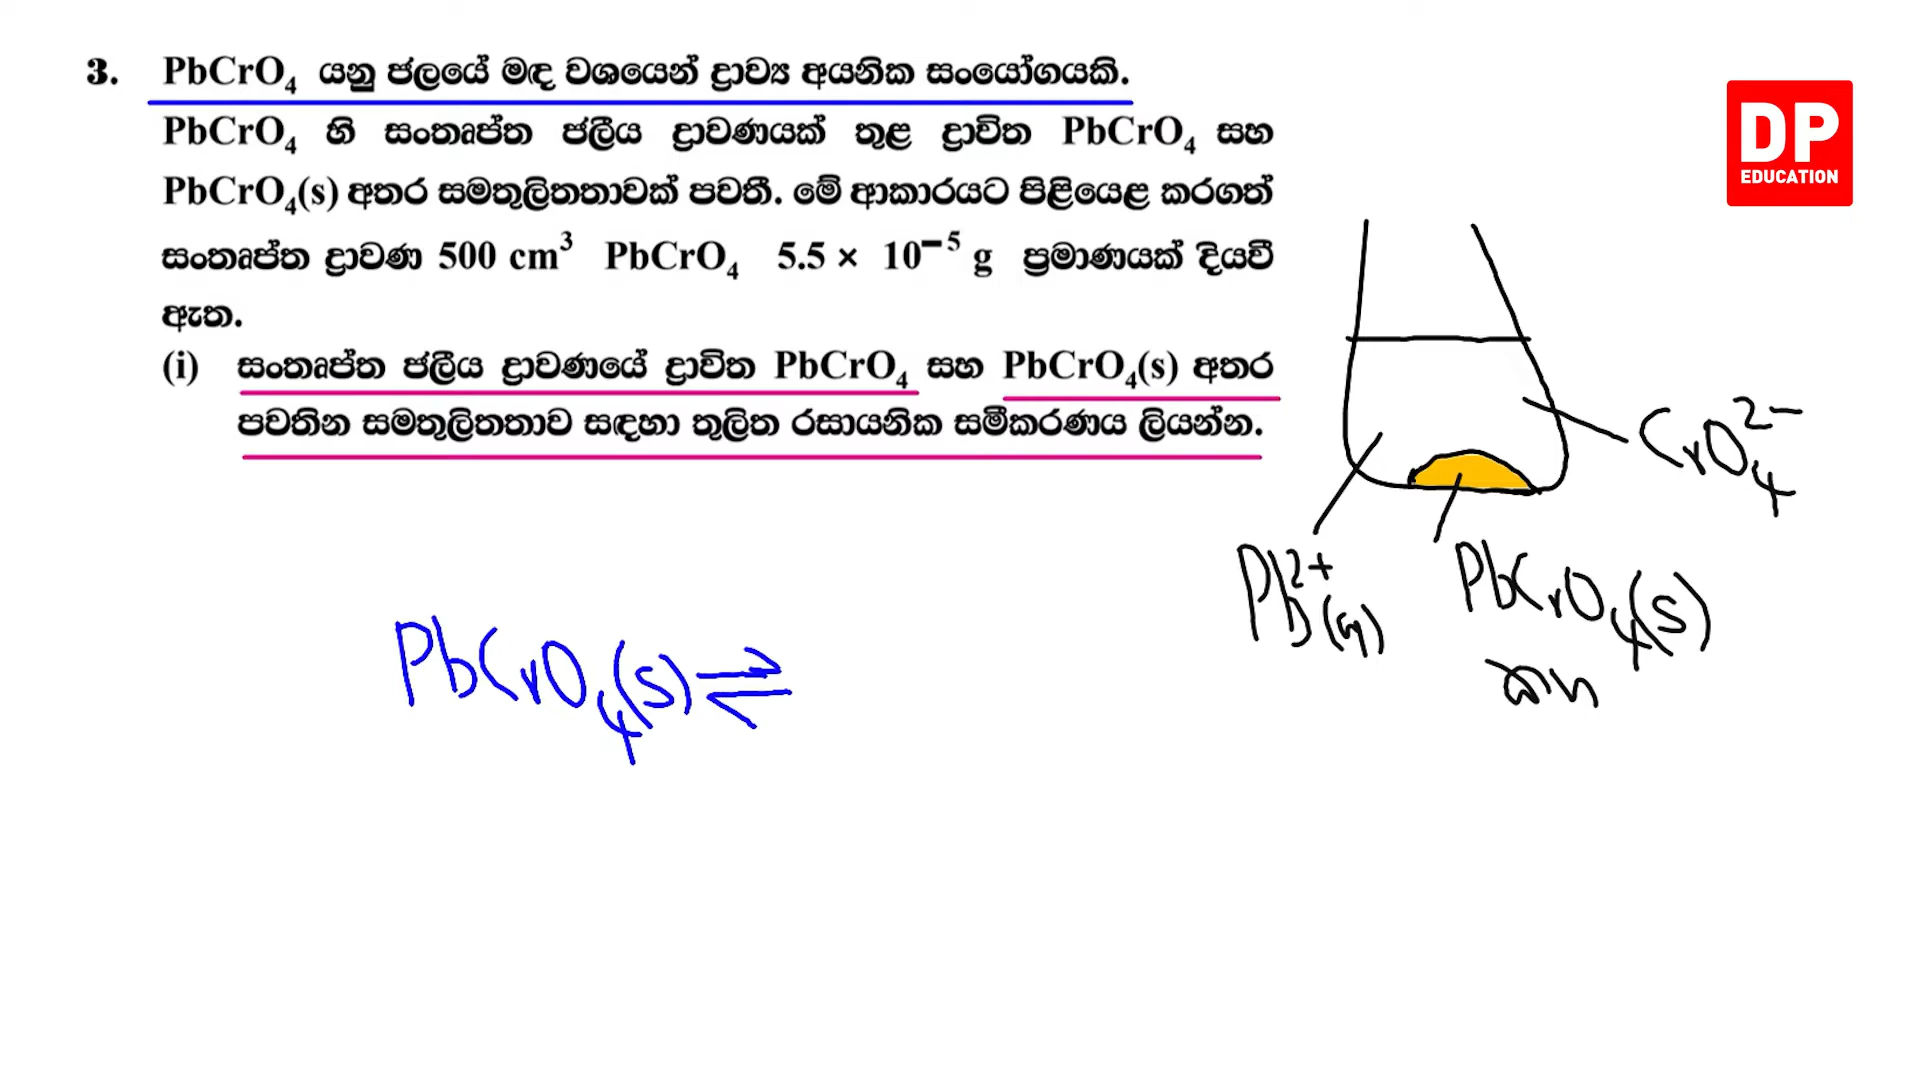 3. PbCrO₄ යනු ජලයේ මඳ වශයෙන් ද්‍රාව්‍ය අයනික සංයෝගයකි.
PbCrO₄ හි සංතෘප්ත ජලීය ද්‍රාවණයක් තුළ ද්‍රාවිත PbCrO₄ සහ
PbCrO₄(s) අතර සමතුලිතතාවක් පවතී. මේ ආකාරයට පිළියෙළ කරගත්
සංතෘප්ත ද්‍රාවණ 500 cm³ PbCrO₄ 5.5 × 10⁻⁵ g ප්‍රමාණයක් දියවී
ඇත.
(i) සංතෘප්ත ජලීය ද්‍රාවණයේ ද්‍රාවිත PbCrO₄ සහ PbCrO₄(s) අතර
පවතින සමතුලිතතාව සඳහා තුලිත රසායනික සමීකරණය ලියන්න.
DP
EDUCATION
CrO₄²⁻
Pb²⁺(aq)
PbCrO₄(s)
PbCrO₄(s) ⇌